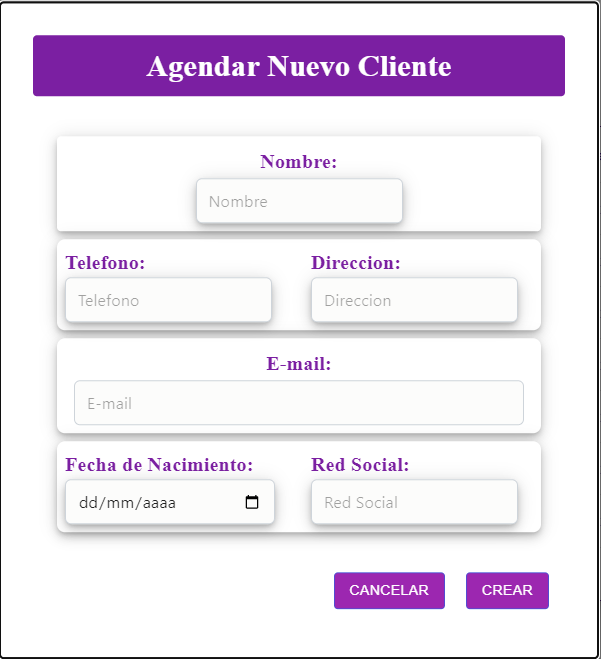 Agendar Nuevo Cliente
Nombre:
Nombre
Telefono: Direccion:
Telefono Direccion
E-mail:
E-mail
Fecha de Nacimiento: Red Social:
dd/mm/aaaa Red Social
CANCELAR CREAR